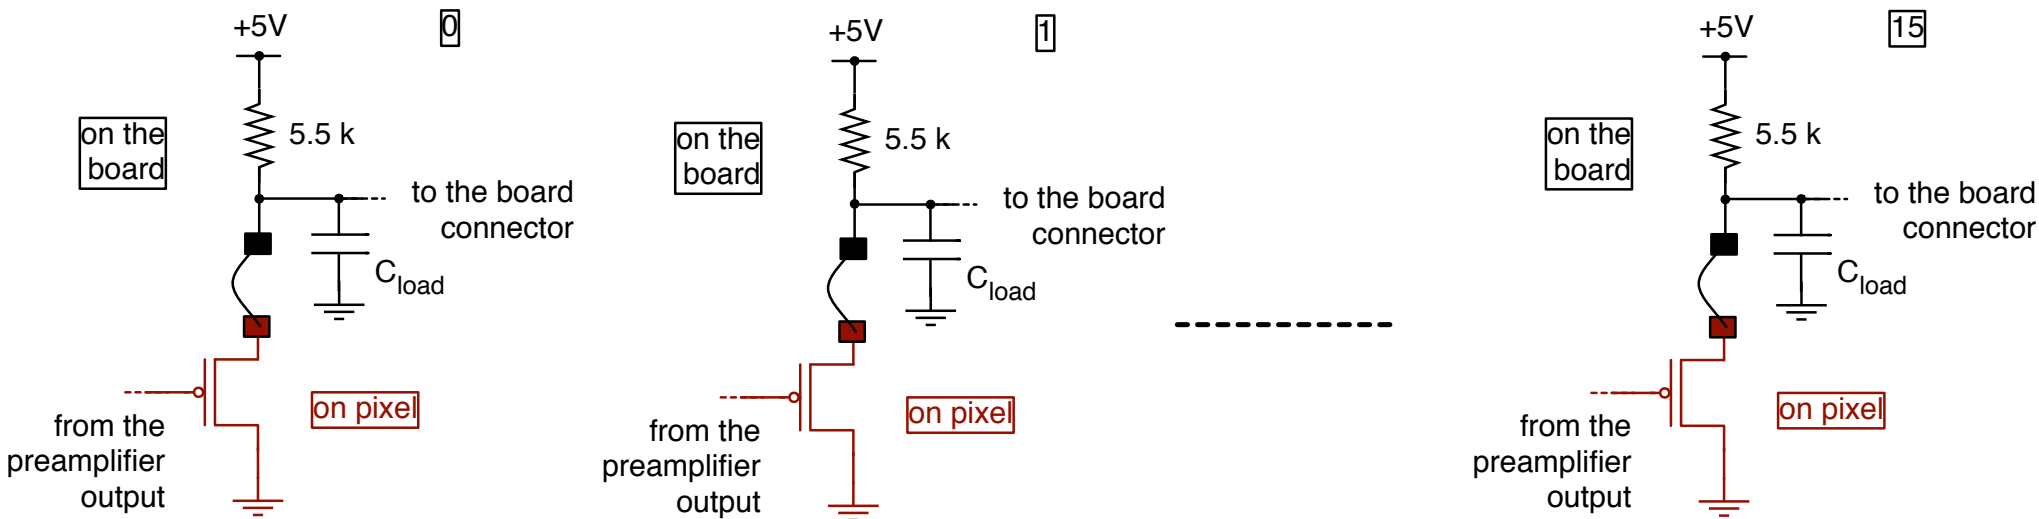 +5V
0
on the
board
5.5 k
to the board
connector
Cload
on pixel
from the
preamplifier
output
+5V
1
on the
board
5.5 k
to the board
connector
Cload
on pixel
from the
preamplifier
output
+5V
15
on the
board
5.5 k
to the board
connector
Cload
on pixel
from the
preamplifier
output